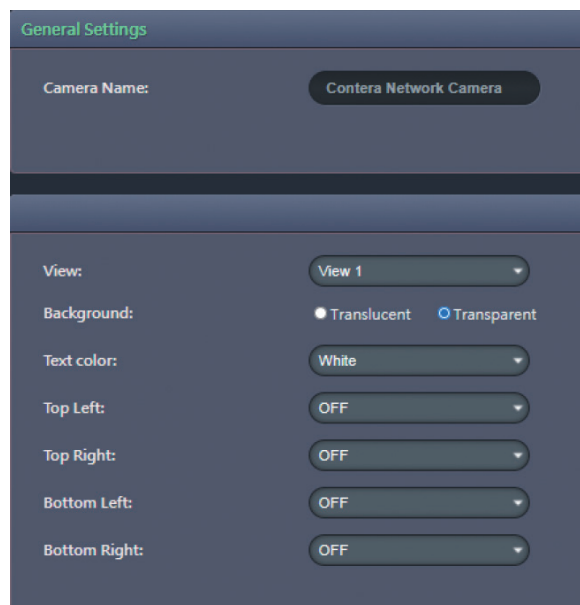 General Settings
Camera Name: Contera Network Camera
View: View 1
Background: Translucent Transparent
Text color: White
Top Left: OFF
Top Right: OFF
Bottom Left: OFF
Bottom Right: OFF